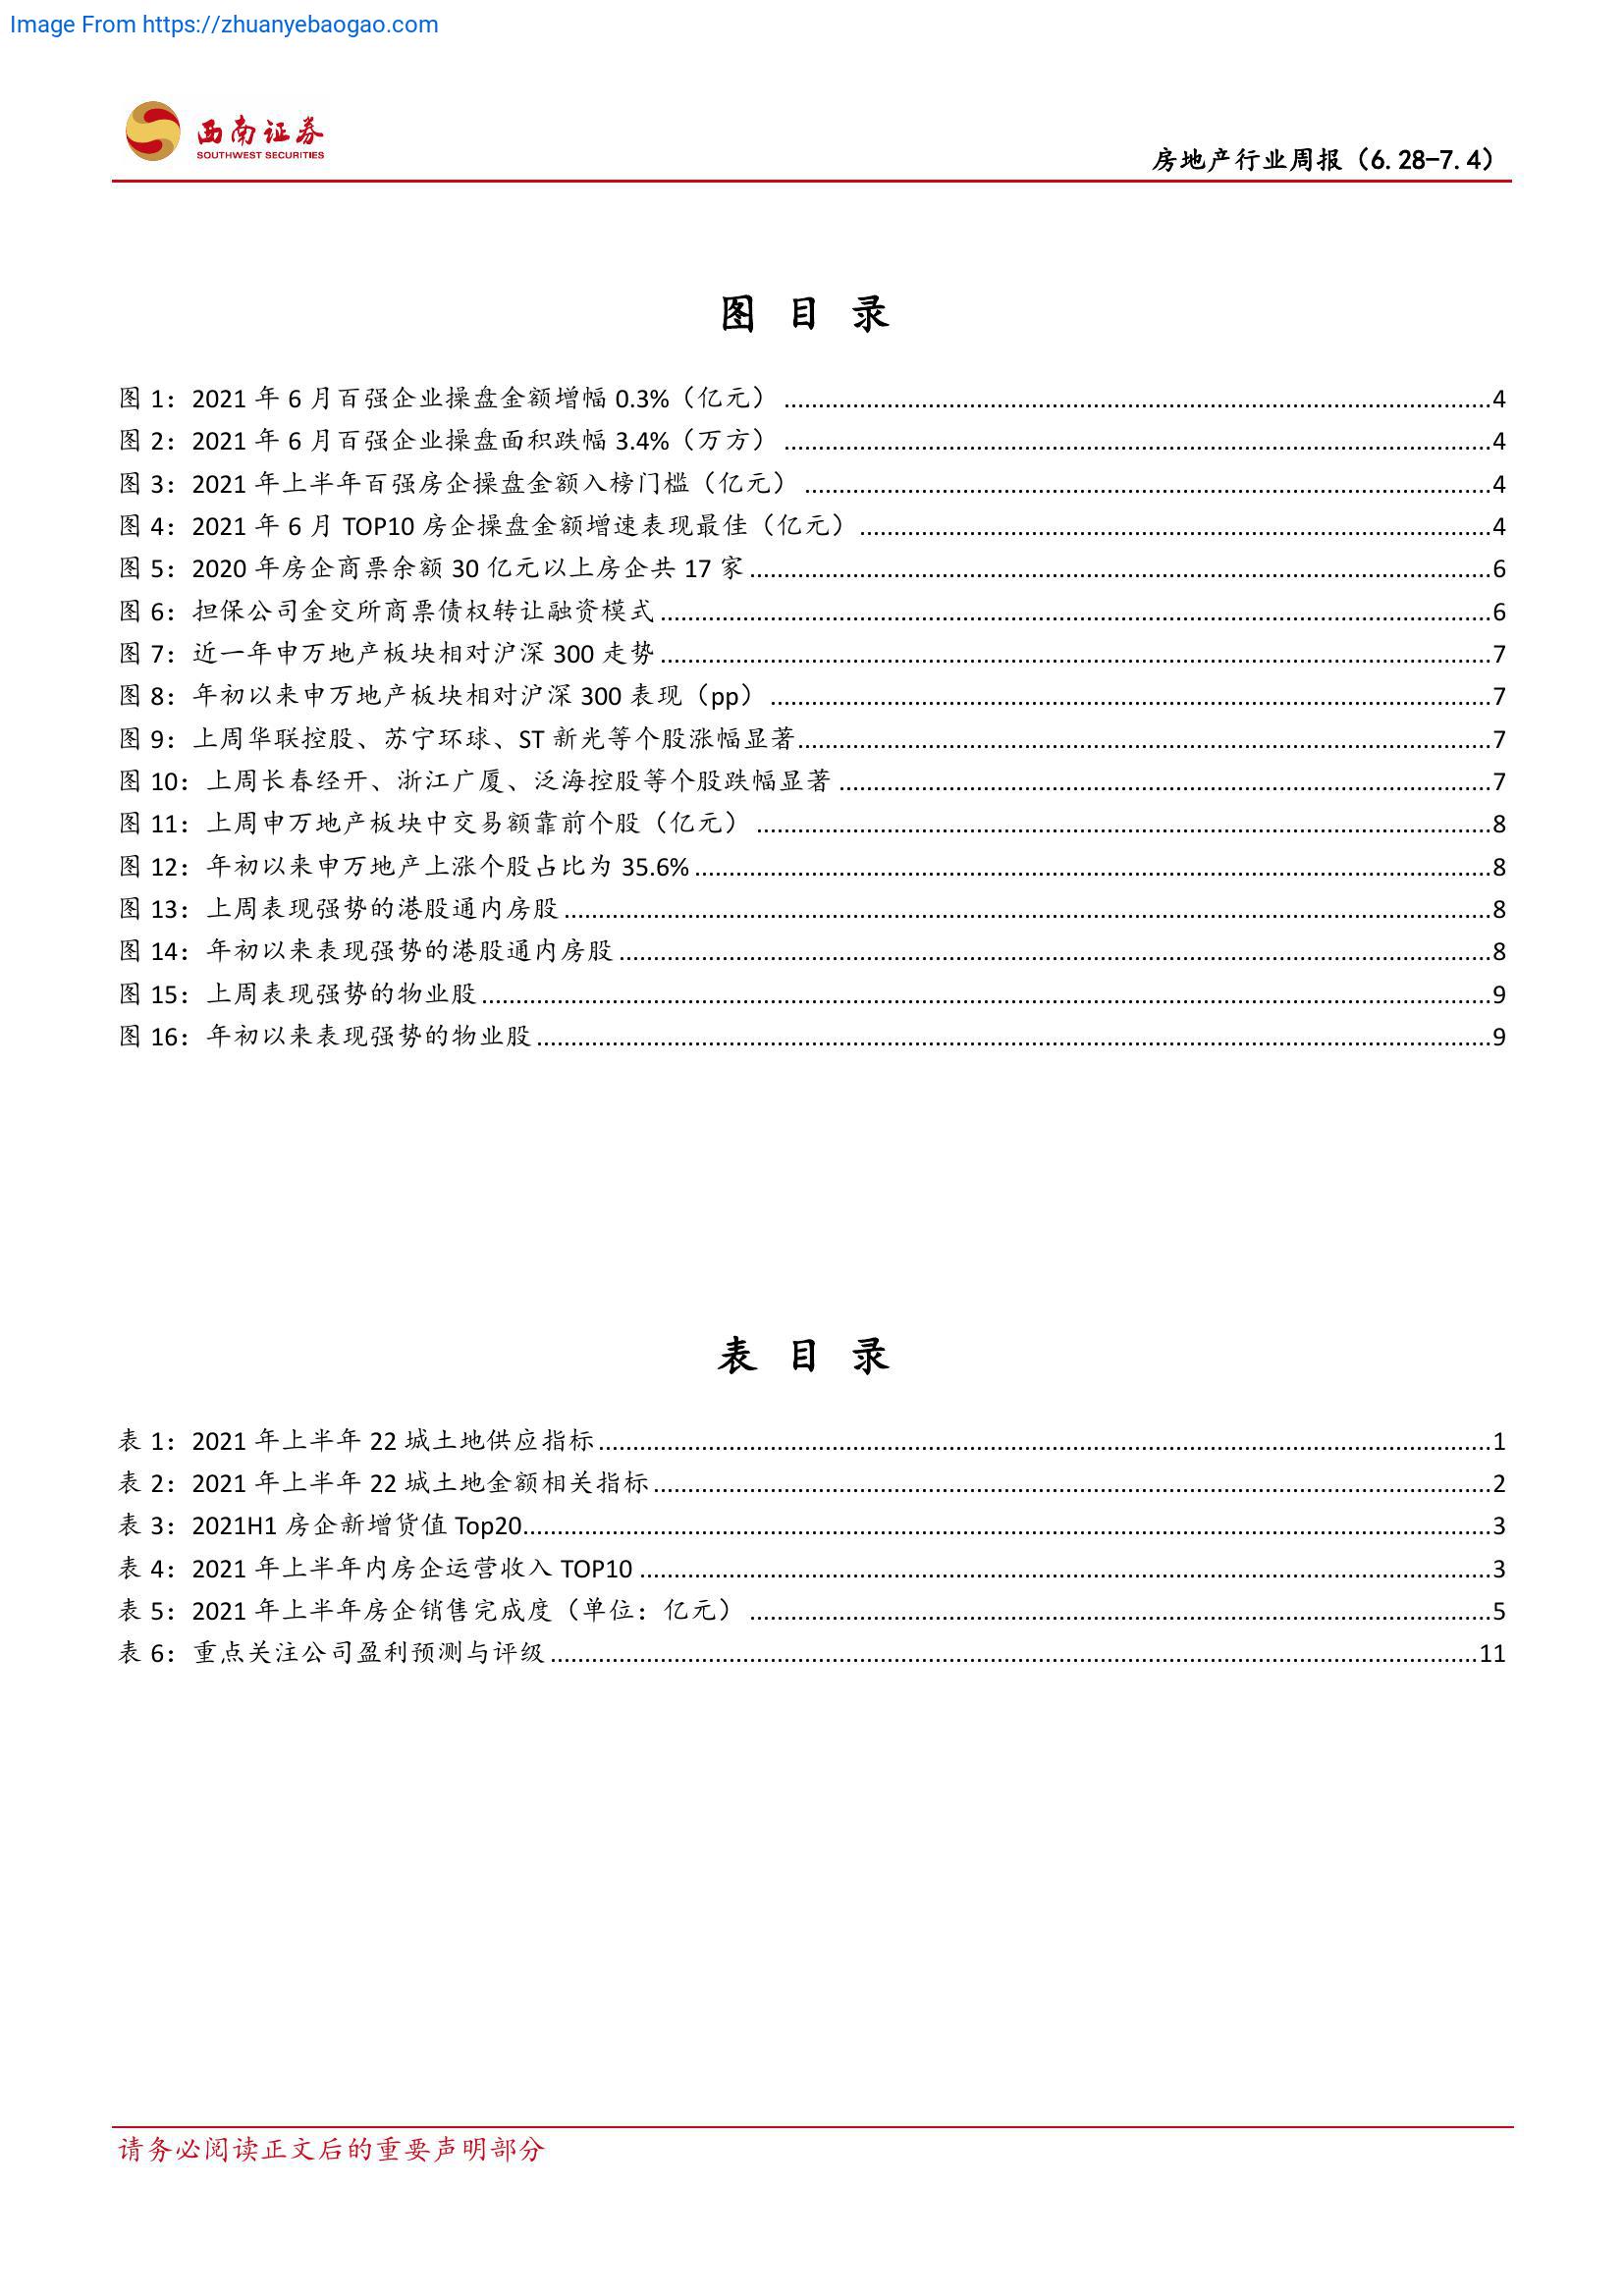 Image From https://zhuanyebaogao.com
西南证券
SOUTHWEST SECURITIES
房地产行业周报（6.28-7.4）
图 目 录
图 1：2021 年 6 月百强企业操盘金额增幅 0.3%（亿元） ........ 4
图 2：2021 年 6 月百强企业操盘面积跌幅 3.4%（万方） ........ 4
图 3：2021 年上半年百强房企操盘金额入榜门槛（亿元） ........ 4
图 4：2021 年 6 月 TOP10 房企操盘金额增速表现最佳（亿元） ........ 4
图 5：2020 年房企商票余额 30 亿元以上房企共 17 家 ........ 6
图 6：担保公司金交所商票债权转让融资模式 ........ 6
图 7：近一年申万地产板块相对沪深 300 走势 ........ 7
图 8：年初以来申万地产板块相对沪深 300 表现（pp） ........ 7
图 9：上周华联控股、苏宁环球、ST 新光等个股涨幅显著 ........ 7
图 10：上周长春经开、浙江广厦、泛海控股等个股跌幅显著 ........ 7
图 11：上周申万地产板块中交易额靠前个股（亿元） ........ 8
图 12：年初以来申万地产上涨个股占比为 35.6% ........ 8
图 13：上周表现强势的港股通内房股 ........ 8
图 14：年初以来表现强势的港股通内房股 ........ 8
图 15：上周表现强势的物业股 ........ 9
图 16：年初以来表现强势的物业股 ........ 9
表 目 录
表 1：2021 年上半年 22 城土地供应指标 ........ 1
表 2：2021 年上半年 22 城土地金额相关指标 ........ 2
表 3：2021H1 房企新增货值 Top20 ........ 3
表 4：2021 年上半年内房企运营收入 TOP10 ........ 3
表 5：2021 年上半年房企销售完成度（单位：亿元） ........ 5
表 6：重点关注公司盈利预测与评级 ........ 11
请务必阅读正文后的重要声明部分